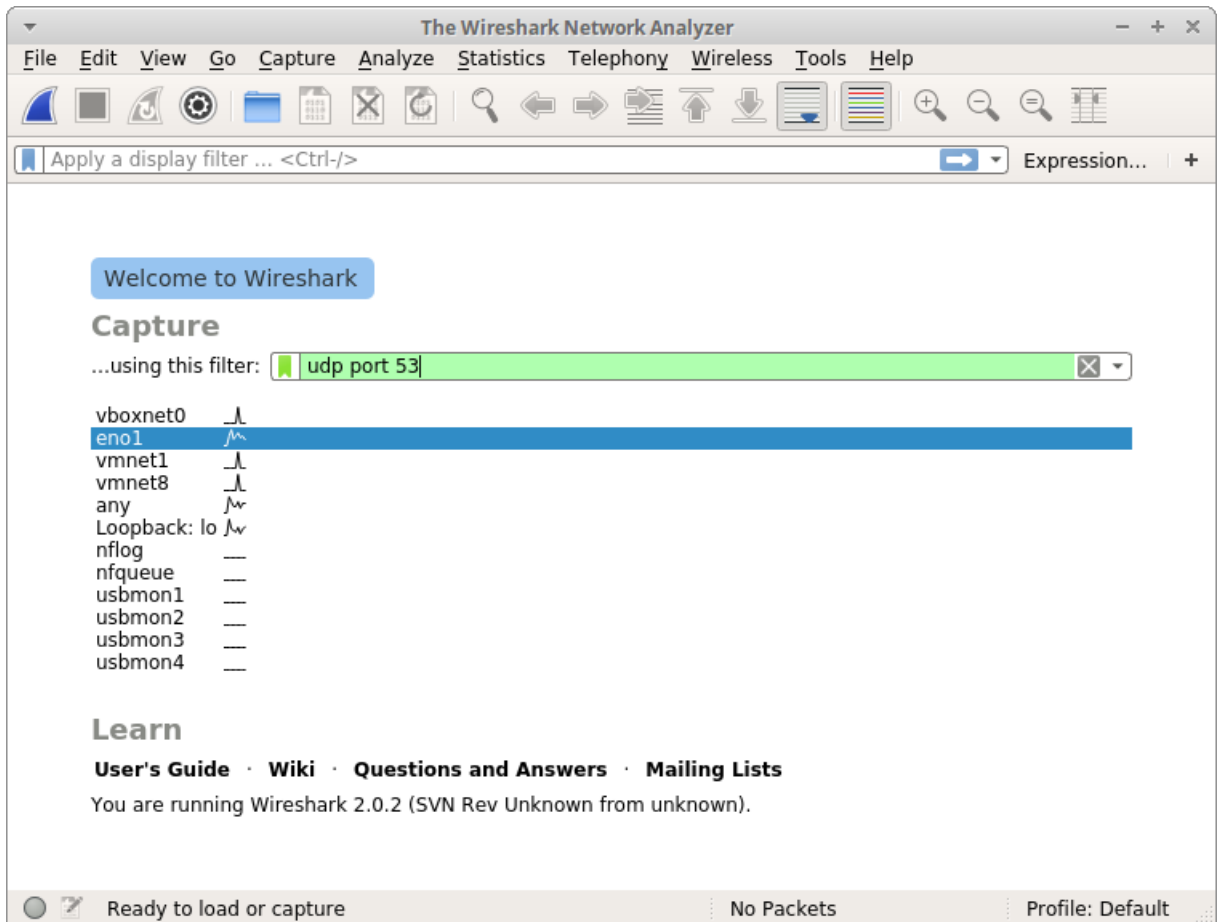 The Wireshark Network Analyzer
File Edit View Go Capture Analyze Statistics Telephony Wireless Tools Help
Apply a display filter ... <Ctrl-/> Expression... +
Welcome to Wireshark
Capture
...using this filter: udp port 53
vboxnet0
eno1
vmnet1
vmnet8
any
Loopback: lo
nflog
nfqueue
usbmon1
usbmon2
usbmon3
usbmon4
Learn
User's Guide · Wiki · Questions and Answers · Mailing Lists
You are running Wireshark 2.0.2 (SVN Rev Unknown from unknown).
Ready to load or capture No Packets Profile: Default